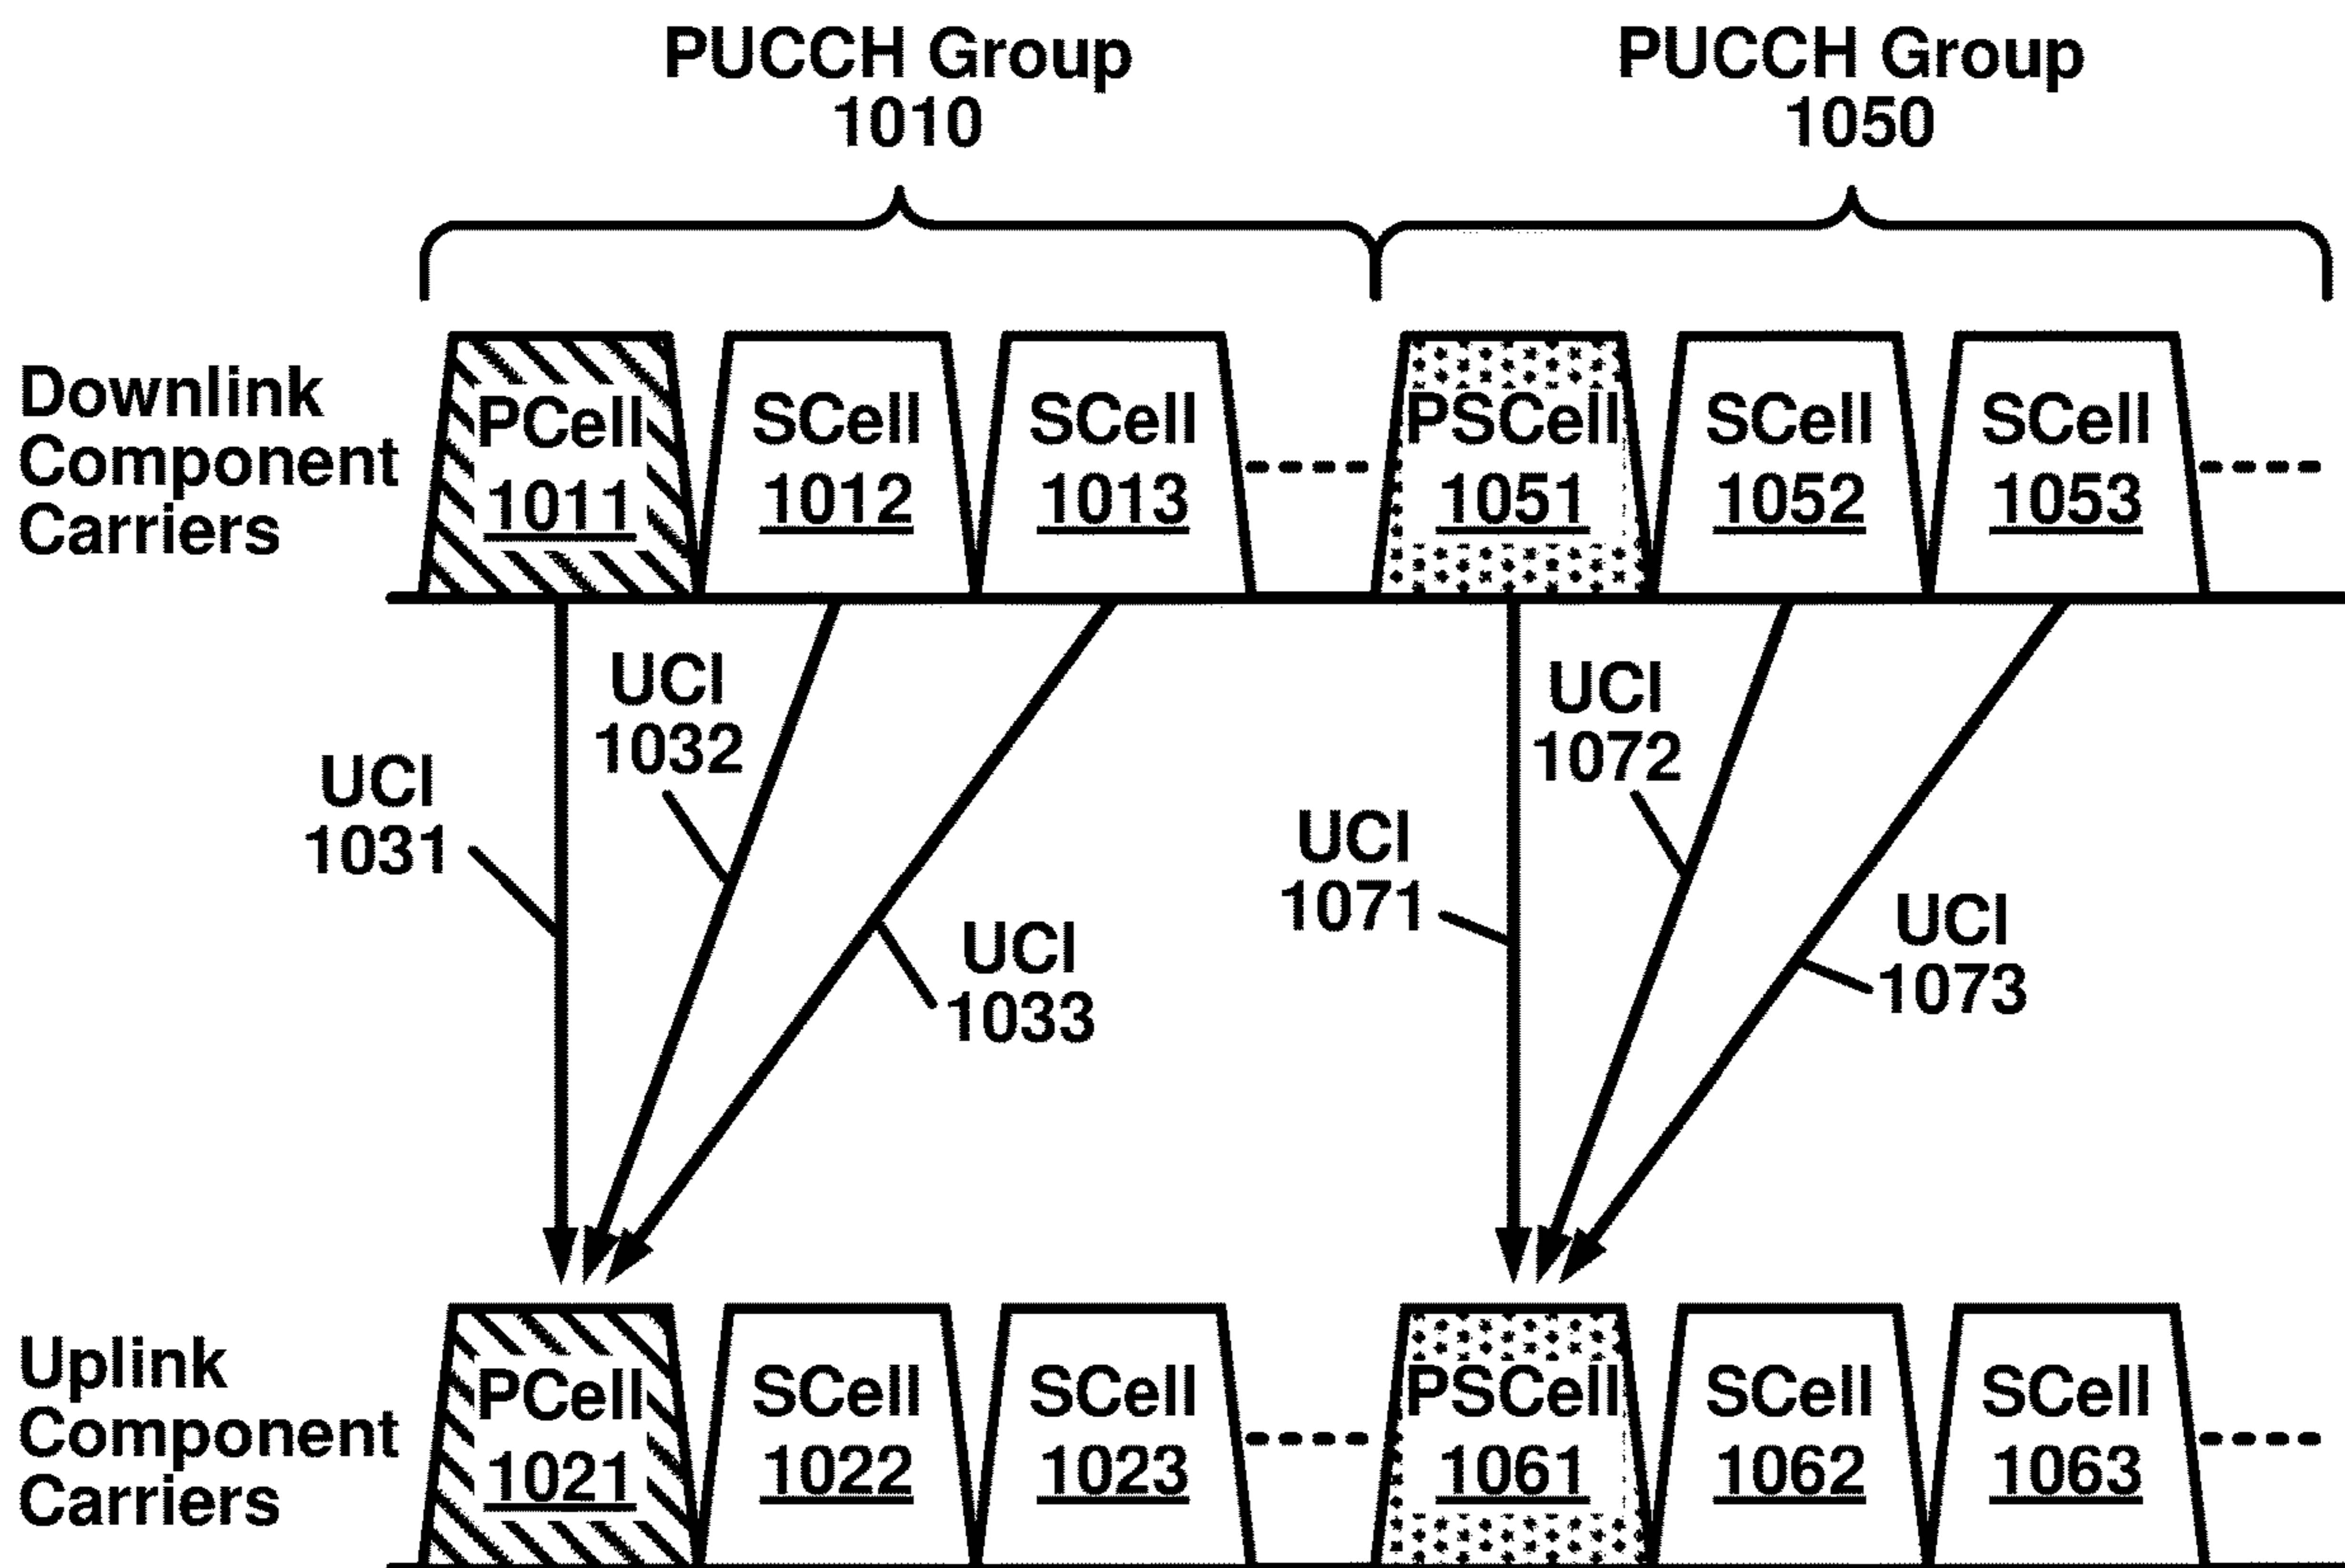 PUCCH Group
1010
PUCCH Group
1050
Downlink
Component
Carriers
PCell
1011
SCell
1012
SCell
1013
PSCell
1051
SCell
1052
SCell
1053
UCI
1031
UCI
1032
UCI
1033
UCI
1071
UCI
1072
UCI
1073
Uplink
Component
Carriers
PCell
1021
SCell
1022
SCell
1023
PSCell
1061
SCell
1062
SCell
1063